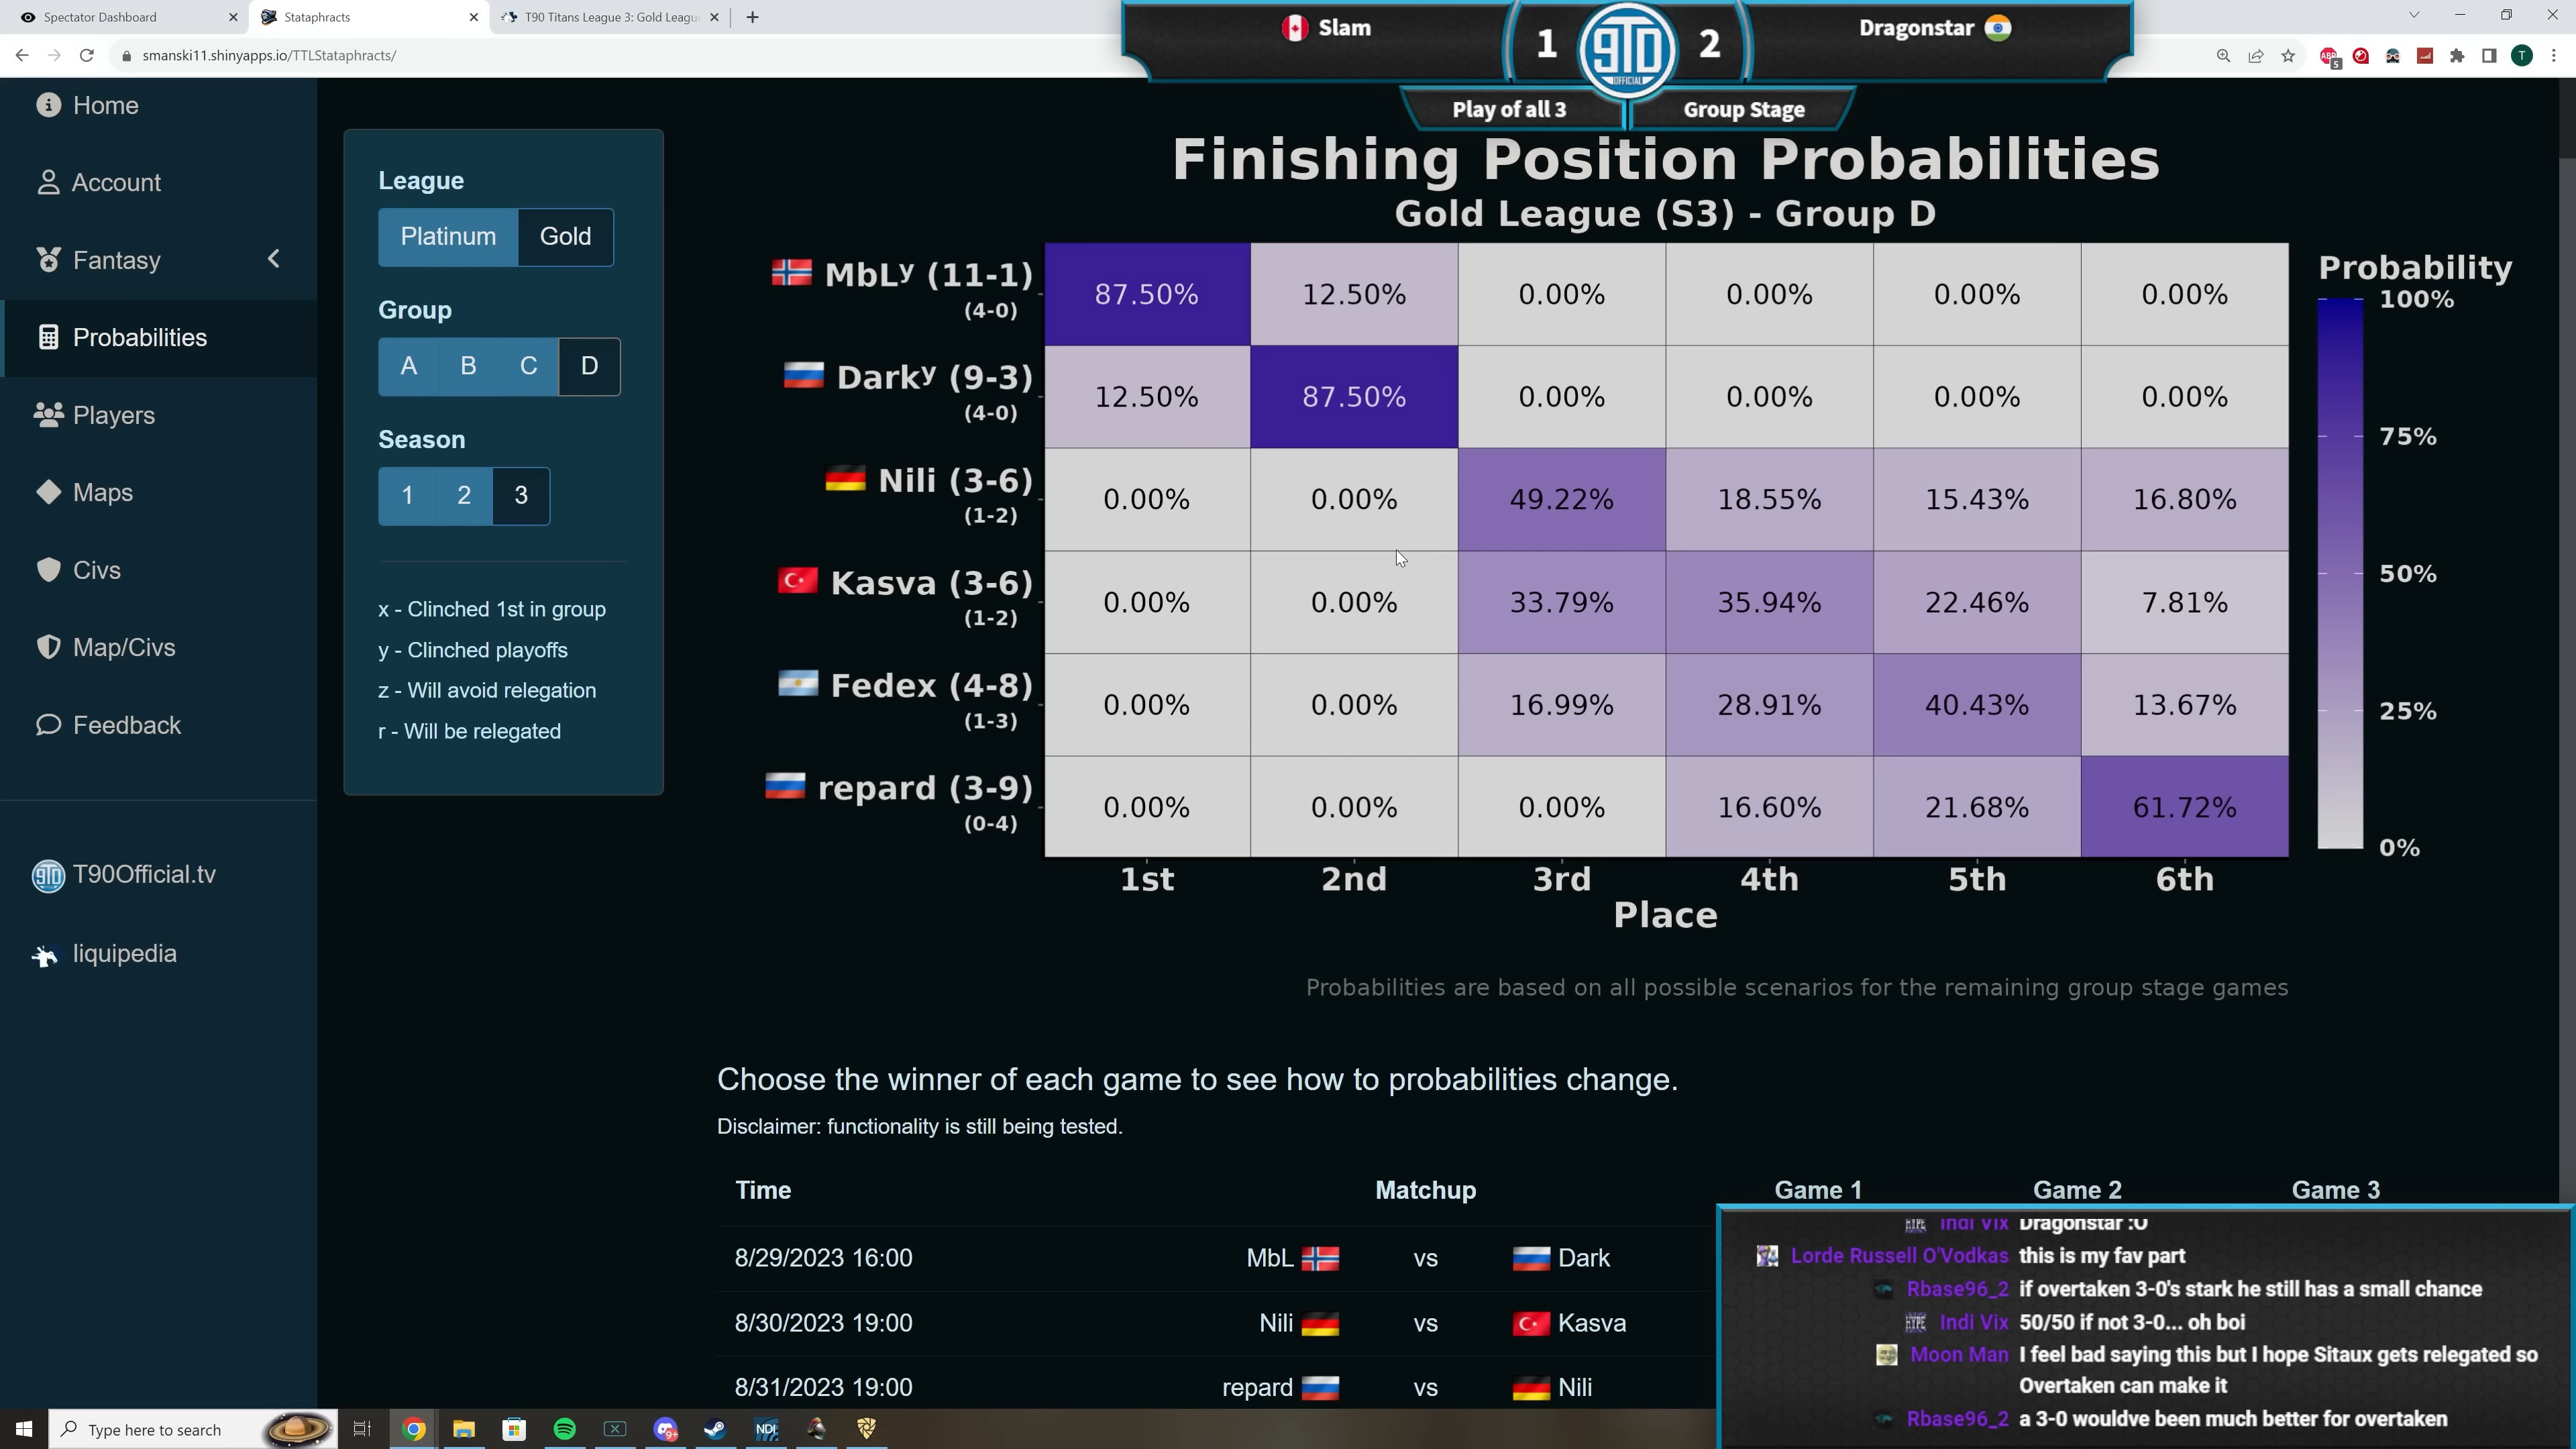 Spectator Dashboard
Stataphracts
T90 Titans League 3: Gold Leagu
smanski11.shinyapps.io/TTLStataphracts/
Slam
1
2
Dragonstar
Play of all 3
Group Stage
OFFICIAL
ABP
5
T
Home
Account
Fantasy
Probabilities
Players
Maps
Civs
Map/Civs
Feedback
T90Official.tv
liquipedia
League
Platinum
Gold
Group
A
B
C
D
Season
1
2
3
x - Clinched 1st in group
y - Clinched playoffs
z - Will avoid relegation
r - Will be relegated
Finishing Position Probabilities
Gold League (S3) - Group D
MbLʸ (11-1)
(4-0)
87.50% 12.50% 0.00% 0.00% 0.00% 0.00%
Darkʸ (9-3)
(4-0)
12.50% 87.50% 0.00% 0.00% 0.00% 0.00%
Nili (3-6)
(1-2)
0.00% 0.00% 49.22% 18.55% 15.43% 16.80%
Kasva (3-6)
(1-2)
0.00% 0.00% 33.79% 35.94% 22.46% 7.81%
Fedex (4-8)
(1-3)
0.00% 0.00% 16.99% 28.91% 40.43% 13.67%
repard (3-9)
(0-4)
0.00% 0.00% 0.00% 16.60% 21.68% 61.72%
1st 2nd 3rd 4th 5th 6th
Place
Probability
100%
75%
50%
25%
0%
Probabilities are based on all possible scenarios for the remaining group stage games
Choose the winner of each game to see how to probabilities change.
Disclaimer: functionality is still being tested.
Time Matchup Game 1 Game 2 Game 3
8/29/2023 16:00 MbL vs Dark
8/30/2023 19:00 Nili vs Kasva
8/31/2023 19:00 repard vs Nili
Indi Vix Dragonstar :O
Lorde Russell O'Vodkas this is my fav part
Rbase96_2 if overtaken 3-0's stark he still has a small chance
Indi Vix 50/50 if not 3-0... oh boi
Moon Man I feel bad saying this but I hope Sitaux gets relegated so
Overtaken can make it
Rbase96_2 a 3-0 wouldve been much better for overtaken
Type here to search
9+
NDI